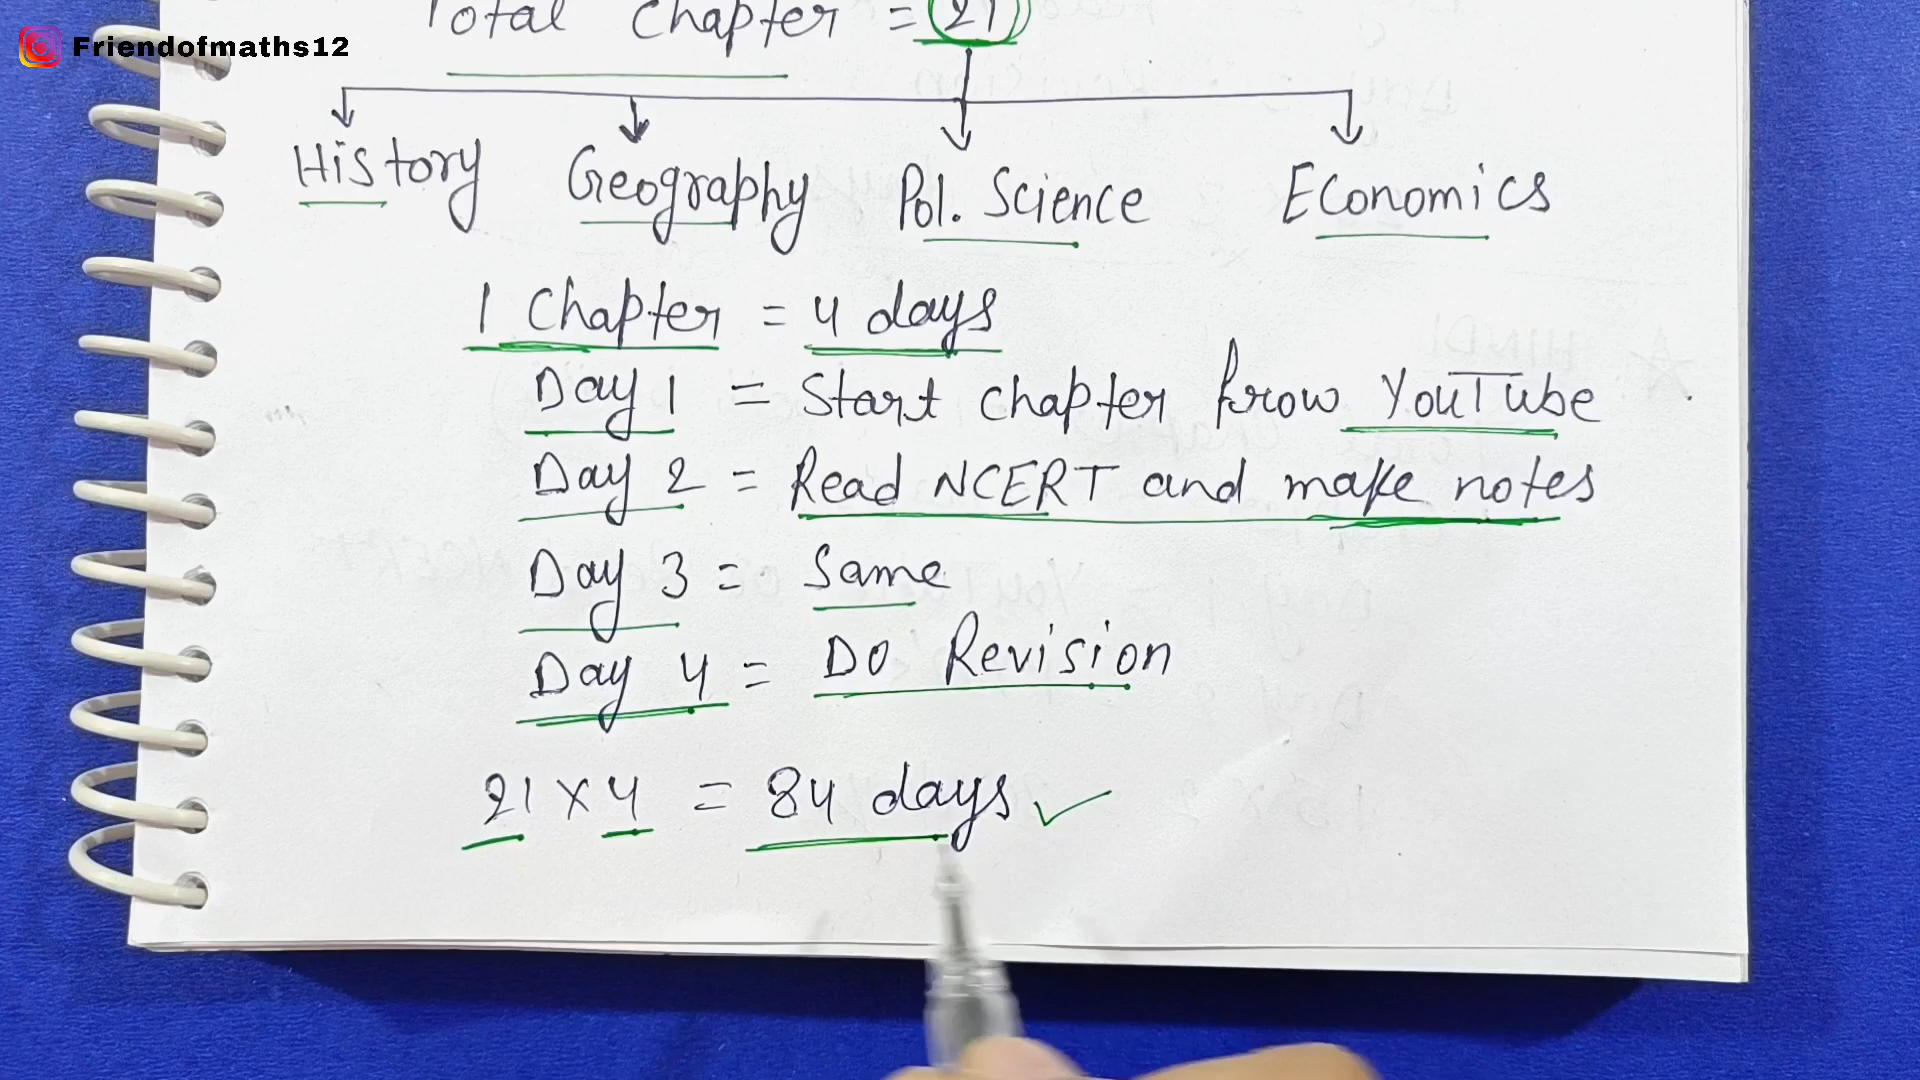 Friendofmaths12
Total Chapter = 21
History Geography Pol. Science Economics
1 Chapter = 4 days
Day 1 = Start chapter from YouTube
Day 2 = Read NCERT and make notes
Day 3 = Same
Day 4 = Do Revision
21 x 4 = 84 days ✓